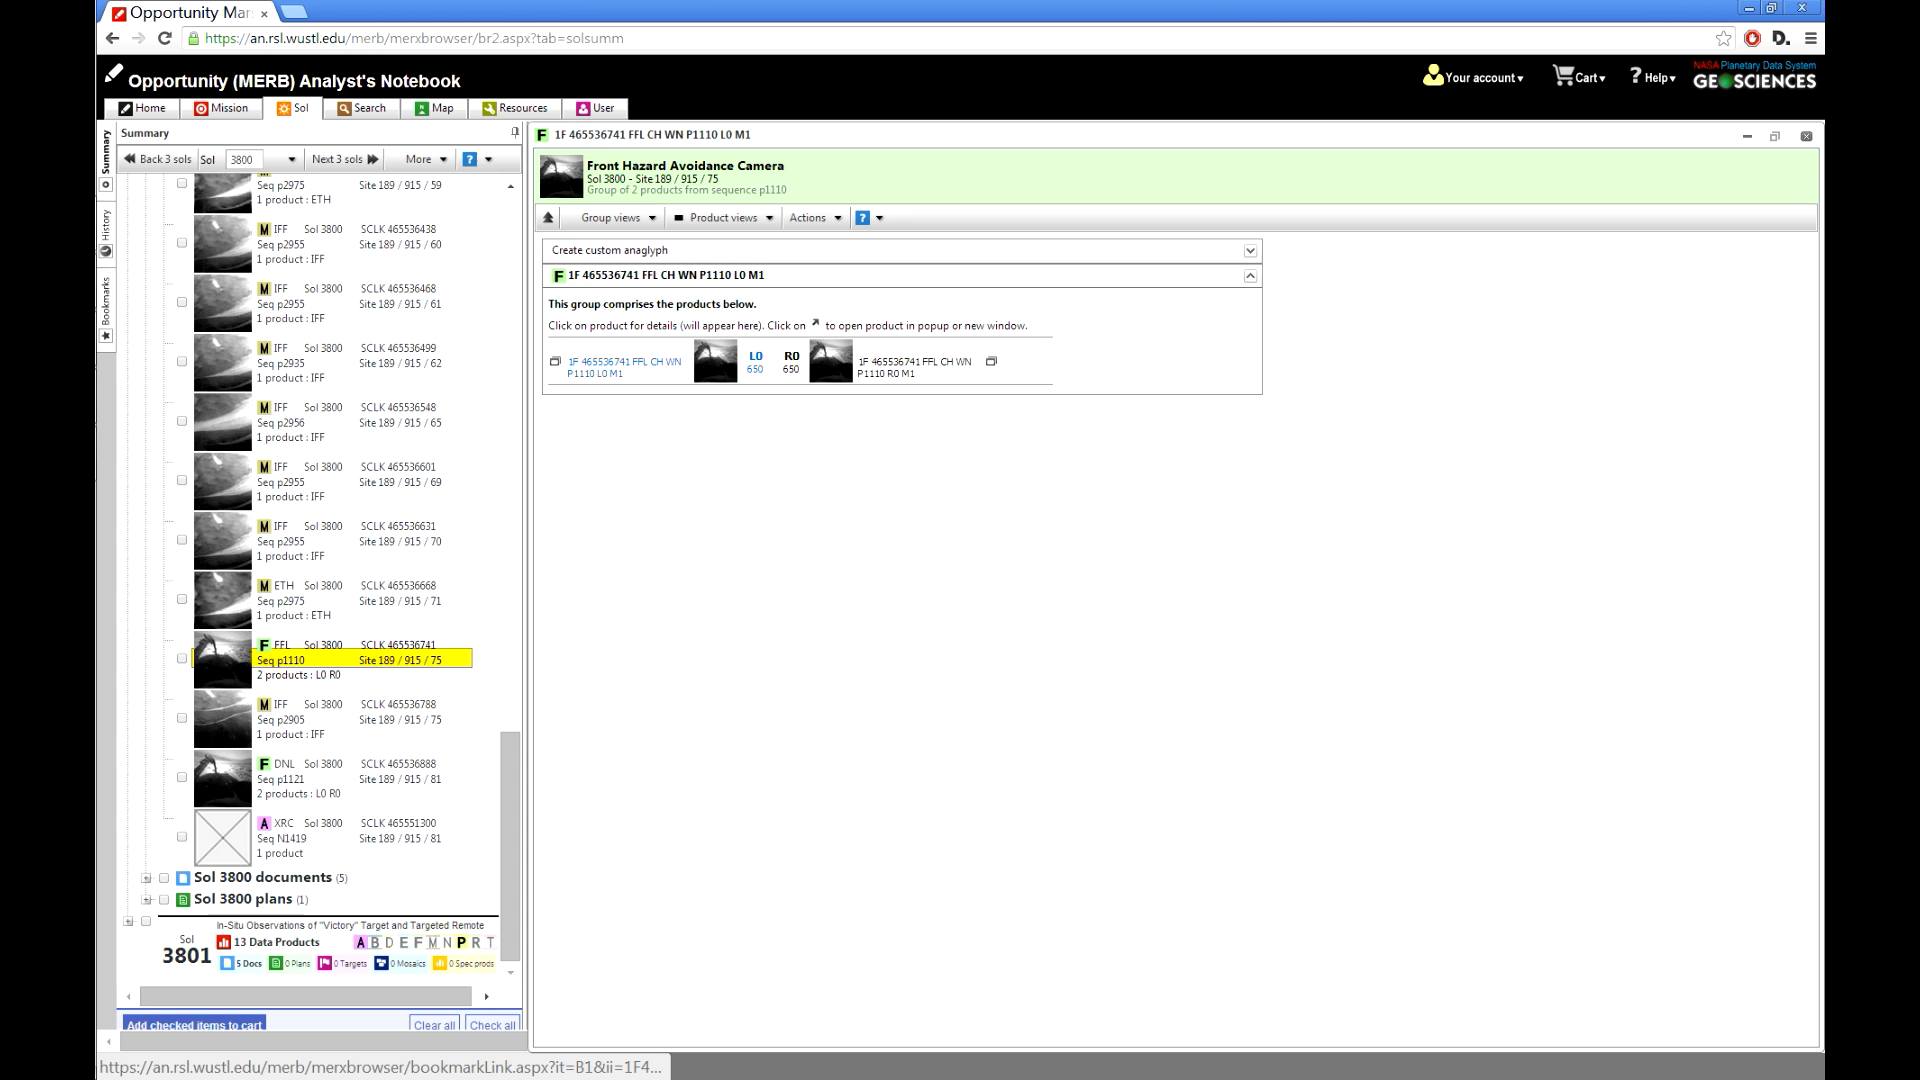 Opportunity Mar
https://an.rsl.wustl.edu/merb/merxbrowser/br2.aspx?tab=solsumm
D.
Opportunity (MERB) Analyst's Notebook
Your account
Cart
? Help
NASA Planetary Data System
GEOSCIENCES
Home
Mission
Sol
Search
Map
Resources
User
Summary
History
Bookmarks
Summary
Back 3 sols
Sol
3800
Next 3 sols
More
?
Seq p2975 Site 189 / 915 / 59
1 product : ETH
M IFF Sol 3800 SCLK 465536438
Seq p2955 Site 189 / 915 / 60
1 product : IFF
M IFF Sol 3800 SCLK 465536468
Seq p2955 Site 189 / 915 / 61
1 product : IFF
M IFF Sol 3800 SCLK 465536499
Seq p2935 Site 189 / 915 / 62
1 product : IFF
M IFF Sol 3800 SCLK 465536548
Seq p2956 Site 189 / 915 / 65
1 product : IFF
M IFF Sol 3800 SCLK 465536601
Seq p2955 Site 189 / 915 / 69
1 product : IFF
M IFF Sol 3800 SCLK 465536631
Seq p2955 Site 189 / 915 / 70
1 product : IFF
M ETH Sol 3800 SCLK 465536668
Seq p2975 Site 189 / 915 / 71
1 product : ETH
F FFL Sol 3800 SCLK 465536741
Seq p1110 Site 189 / 915 / 75
2 products : L0 R0
M IFF Sol 3800 SCLK 465536788
Seq p2905 Site 189 / 915 / 75
1 product : IFF
F DNL Sol 3800 SCLK 465536888
Seq p1121 Site 189 / 915 / 81
2 products : L0 R0
A XRC Sol 3800 SCLK 465551300
Seq N1419 Site 189 / 915 / 81
1 product
Sol 3800 documents (5)
Sol 3800 plans (1)
In-Situ Observations of "Victory" Target and Targeted Remote
Sol
3801
13 Data Products
A B D E F M N P R T
5 Docs 0 Plans 0 Targets 0 Mosaics 0 Spec prods
Add checked items to cart
Clear all
Check all
https://an.rsl.wustl.edu/merb/merxbrowser/bookmarkLink.aspx?it=B1&ii=1F4...
F 1F 465536741 FFL CH WN P1110 L0 M1
Front Hazard Avoidance Camera
Sol 3800 - Site 189 / 915 / 75
Group of 2 products from sequence p1110
Group views
Product views
Actions
?
Create custom anaglyph
F 1F 465536741 FFL CH WN P1110 L0 M1
This group comprises the products below.
Click on product for details (will appear here). Click on to open product in popup or new window.
1F 465536741 FFL CH WN
P1110 L0 M1
L0
650
R0
650
1F 465536741 FFL CH WN
P1110 R0 M1